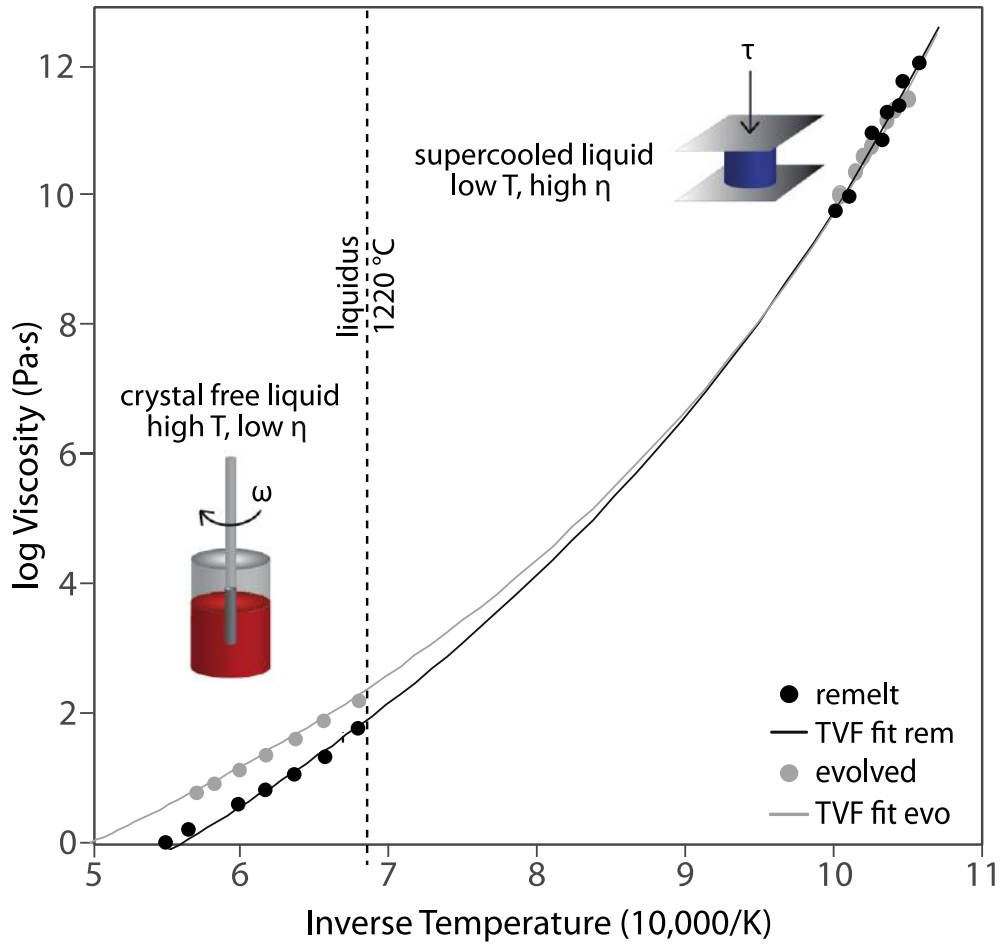 12
10
8
6
4
2
0
5
6
7
8
9
10
11
log Viscosity (Pa·s)
Inverse Temperature (10,000/K)
τ
supercooled liquid
low T, high η
liquidus
1220 °C
crystal free liquid
high T, low η
ω
remelt
TVF fit rem
evolved
TVF fit evo